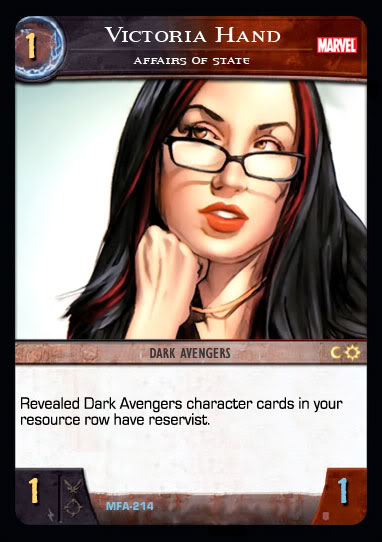 1
VICTORIA HAND
AFFAIRS OF STATE
MARVEL
DARK AVENGERS
C
Revealed Dark Avengers character cards in your
resource row have reservist.
1
MFA-214
1